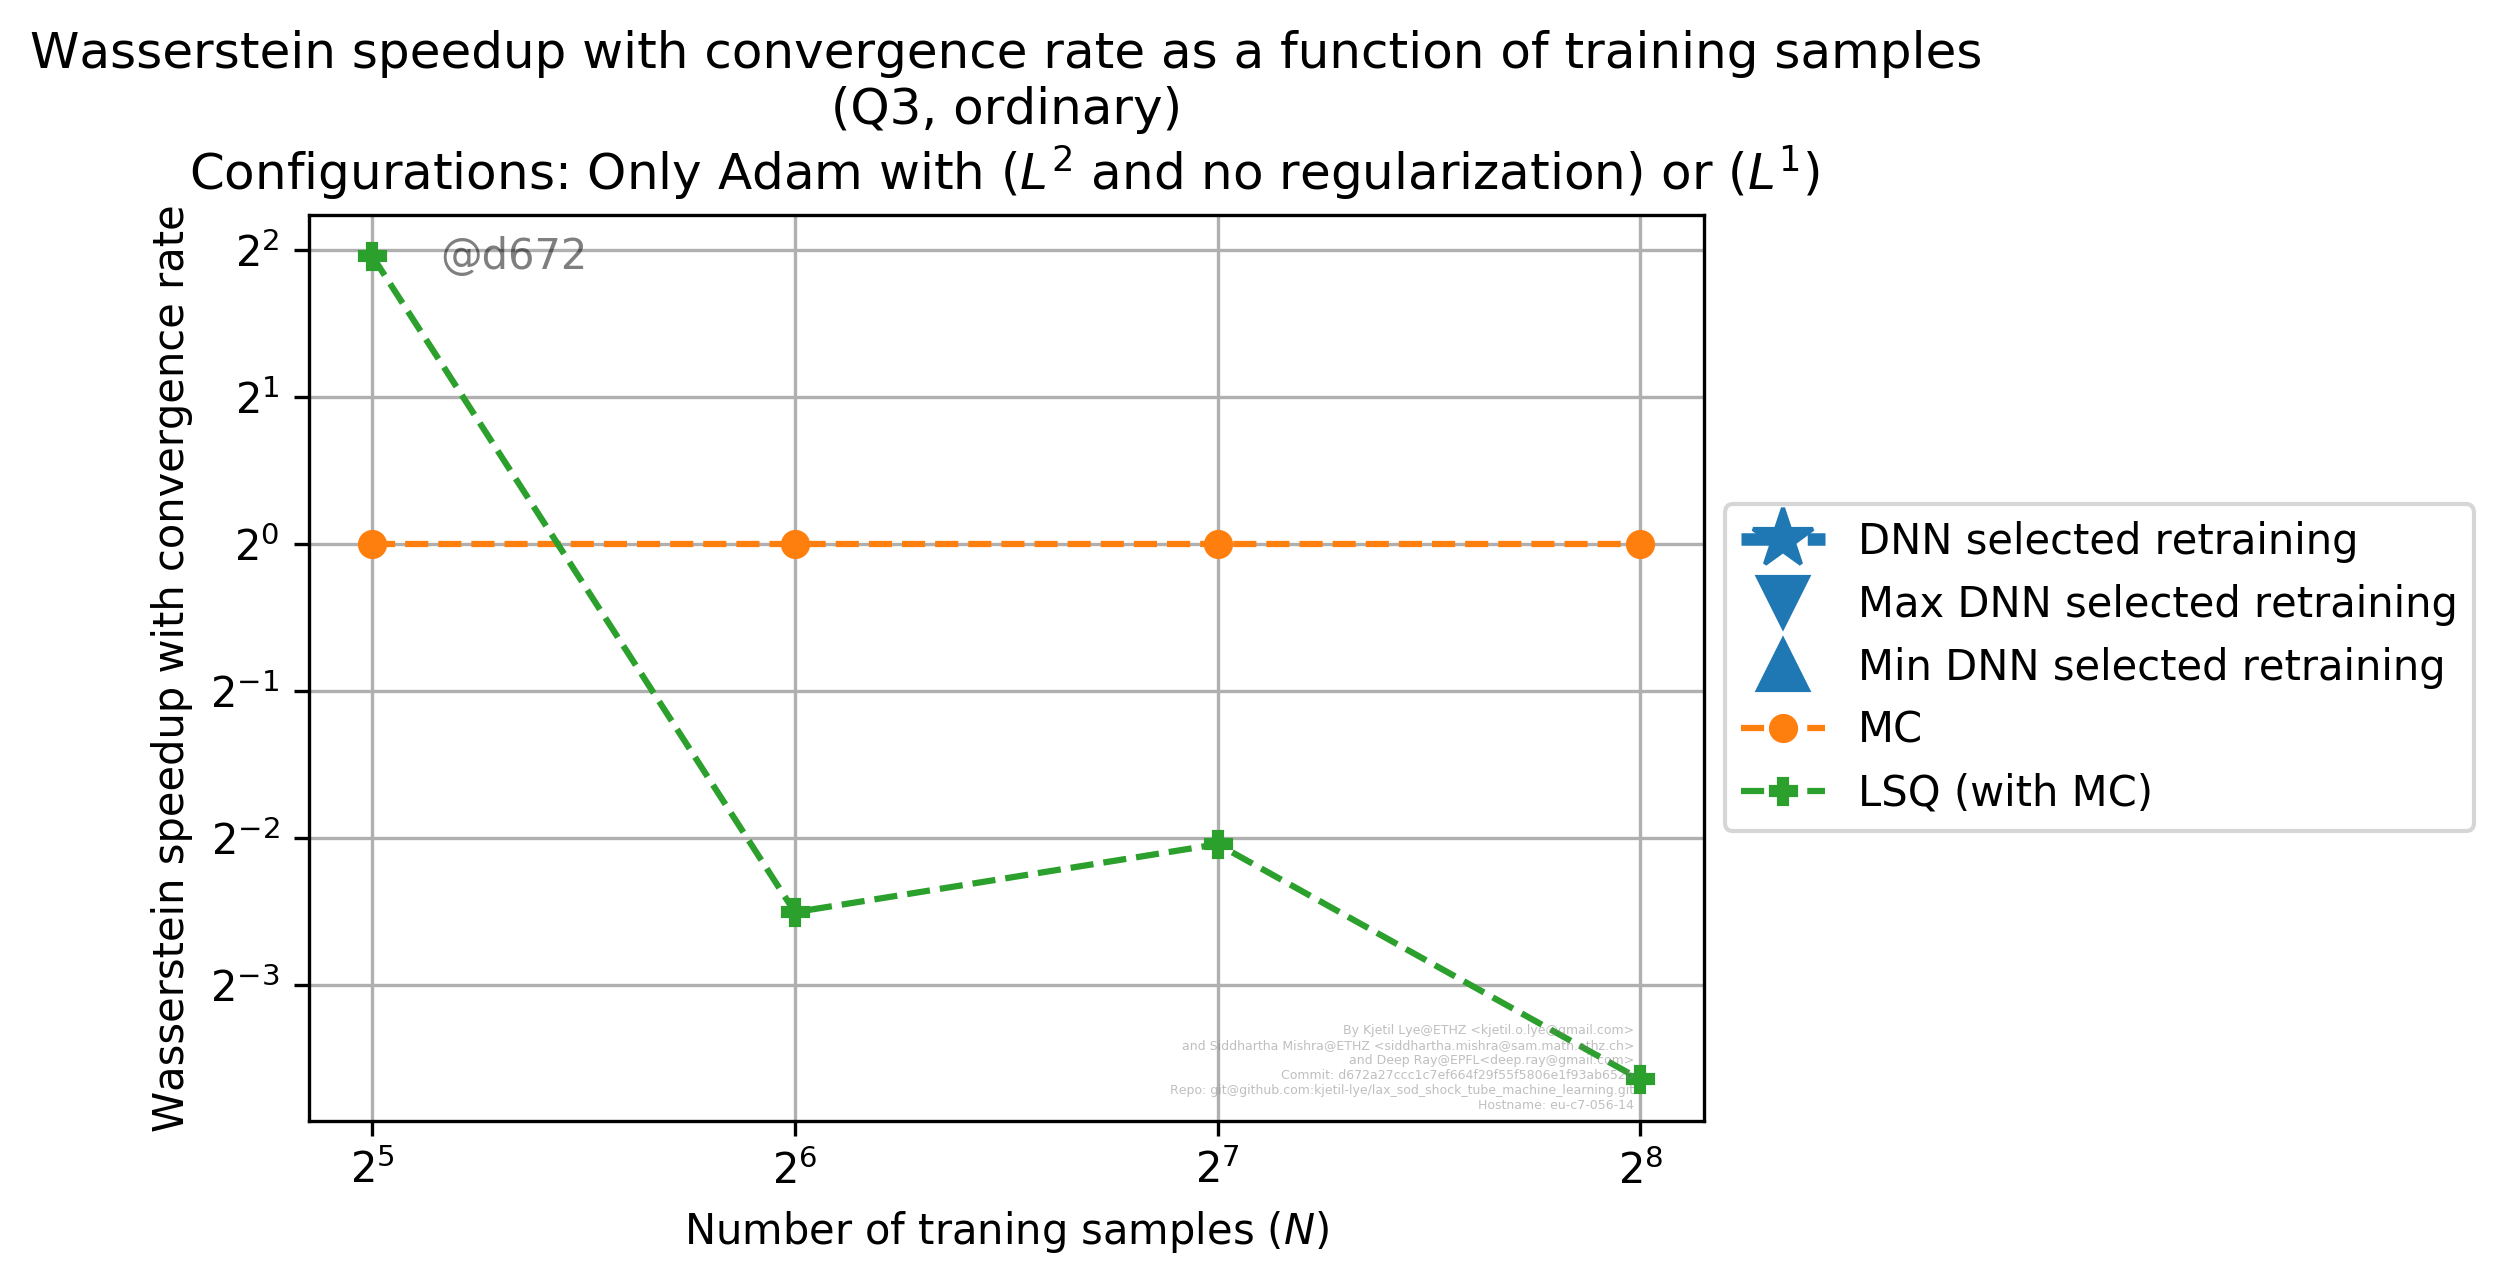 Wasserstein speedup with convergence rate as a function of training samples
(Q3, ordinary)
Configurations: Only Adam with (L² and no regularization) or (L¹)
Wasserstein speedup with convergence rate
2²
2¹
2⁰
2⁻¹
2⁻²
2⁻³
@d672
DNN selected retraining
Max DNN selected retraining
Min DNN selected retraining
MC
LSQ (with MC)
By Kjetil Lye@ETHZ <kjetil.o.lye@gmail.com>
and Siddhartha Mishra@ETHZ <siddhartha.mishra@sam.math.ethz.ch>
and Deep Ray@EPFL<deep.ray@gmail.com>
Commit:
Repo: git@github.com:kjetil-lye/lax_sod_shock_tube_machine_learning.git
Hostname: eu-c7-056-14
2⁵
2⁶
2⁷
2⁸
Number of traning samples (N)